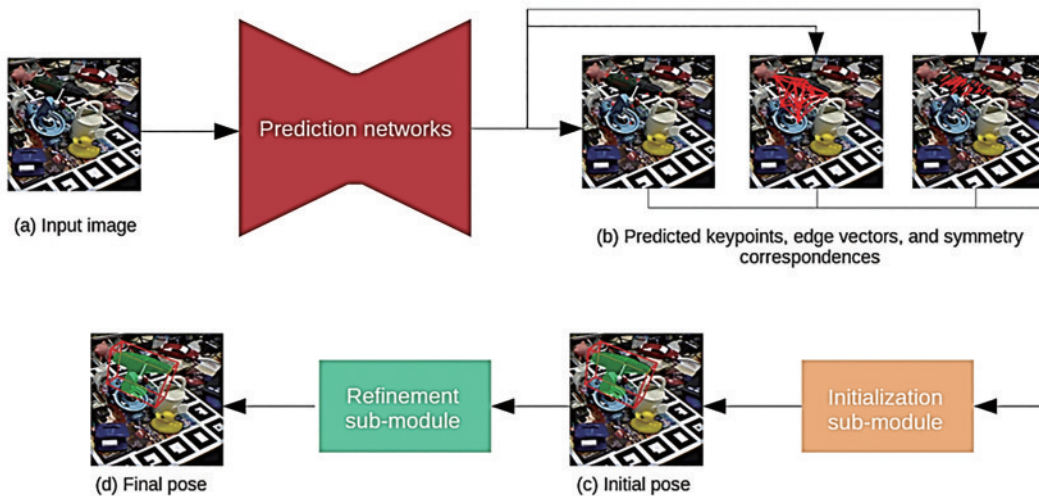 Prediction networks
(a) Input image
(b) Predicted keypoints, edge vectors, and symmetry
correspondences
Refinement
sub-module
Initialization
sub-module
(d) Final pose
(c) Initial pose